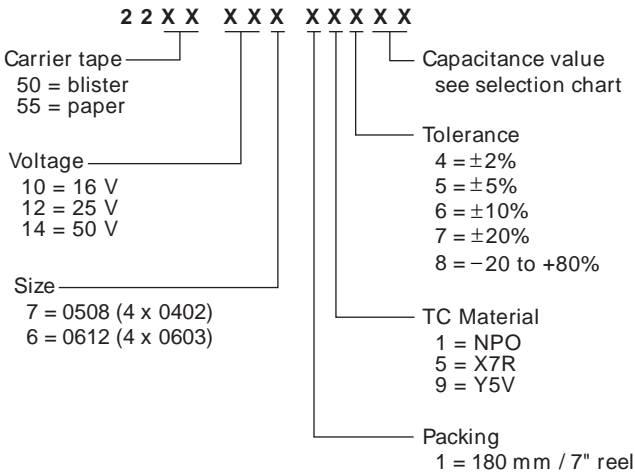 2 2 X X X X X X X X X X
Carrier tape
50 = blister
55 = paper
Voltage
10 = 16 V
12 = 25 V
14 = 50 V
Size
7 = 0508 (4 x 0402)
6 = 0612 (4 x 0603)
Capacitance value
see selection chart
Tolerance
4 = ±2%
5 = ±5%
6 = ±10%
7 = ±20%
8 = −20 to +80%
TC Material
1 = NPO
5 = X7R
9 = Y5V
Packing
1 = 180 mm / 7" reel